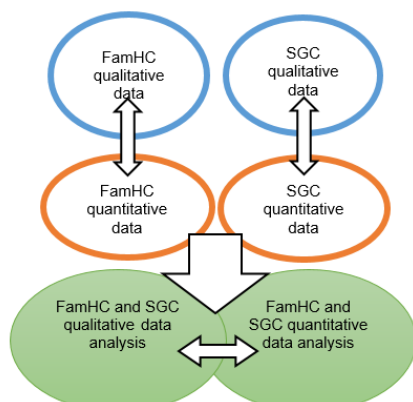 FamHC
qualitative
data
SGC
qualitative
data
FamHC
quantitative
data
SGC
quantitative
data
FamHC and SGC
qualitative data
analysis
FamHC and
SGC quantitative
data analysis